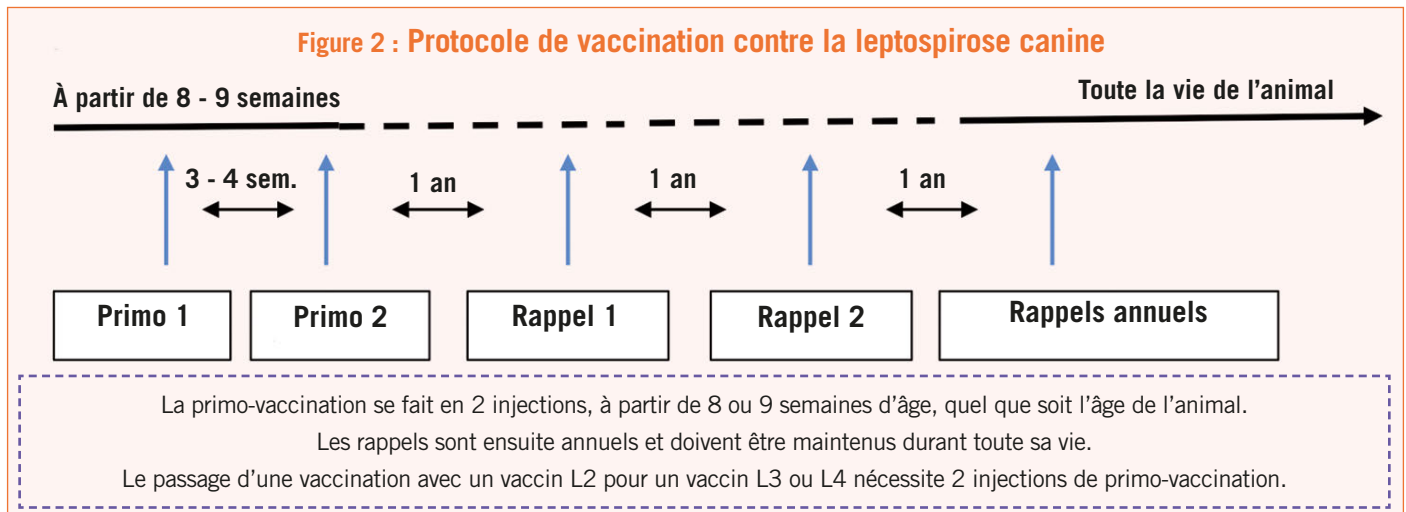 Figure 2 : Protocole de vaccination contre la leptospirose canine
À partir de 8 - 9 semaines
Toute la vie de l'animal
3 - 4 sem.
1 an
1 an
1 an
Primo 1
Primo 2
Rappel 1
Rappel 2
Rappels annuels
La primo-vaccination se fait en 2 injections, à partir de 8 ou 9 semaines d'âge, quel que soit l'âge de l'animal.
Les rappels sont ensuite annuels et doivent être maintenus durant toute sa vie.
Le passage d'une vaccination avec un vaccin L2 pour un vaccin L3 ou L4 nécessite 2 injections de primo-vaccination.